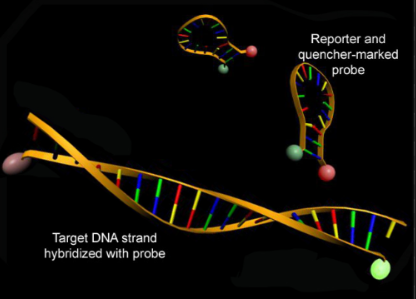 Reporter and
quencher-marked
probe
Target DNA strand
hybridized with probe